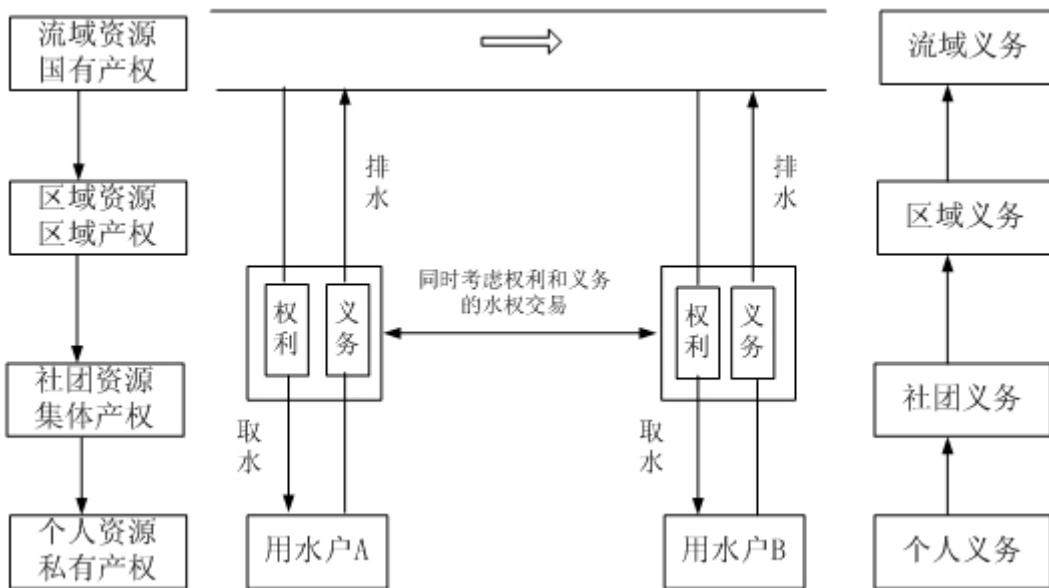 流域资源
国有产权
区域资源
区域产权
社团资源
集体产权
个人资源
私有产权
排
水
权
利
义
务
取
水
用水户A
同时考虑权利和义务
的水权交易
排
水
权
利
义
务
取
水
用水户B
流域义务
区域义务
社团义务
个人义务